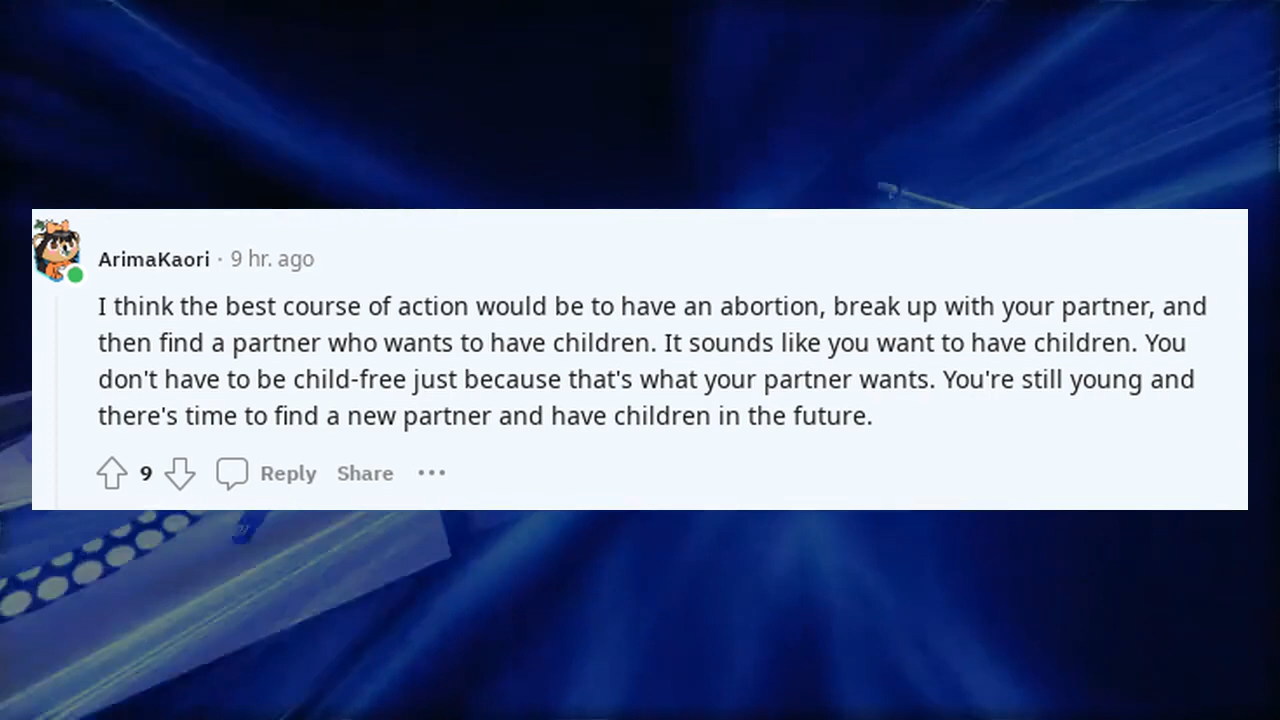 ArimaKaori · 9 hr. ago
I think the best course of action would be to have an abortion, break up with your partner, and
then find a partner who wants to have children. It sounds like you want to have children. You
don't have to be child-free just because that's what your partner wants. You're still young and
there's time to find a new partner and have children in the future.
9 Reply Share ···